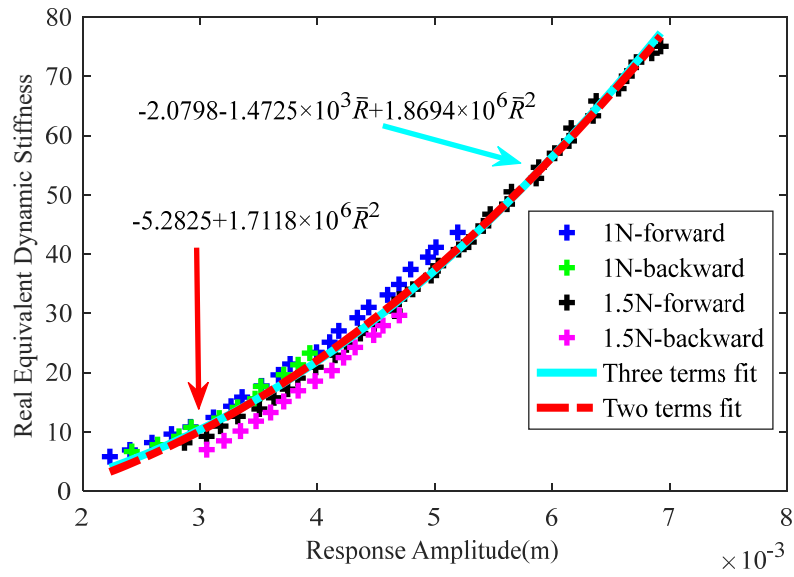 80
70
60
50
40
30
20
10
0
Real Equivalent Dynamic Stiffness
-2.0798-1.4725×10³R̄+1.8694×10⁶R̄²
-5.2825+1.7118×10⁶R̄²
1N-forward
1N-backward
1.5N-forward
1.5N-backward
Three terms fit
Two terms fit
2 3 4 5 6 7 8
Response Amplitude(m)
×10⁻³